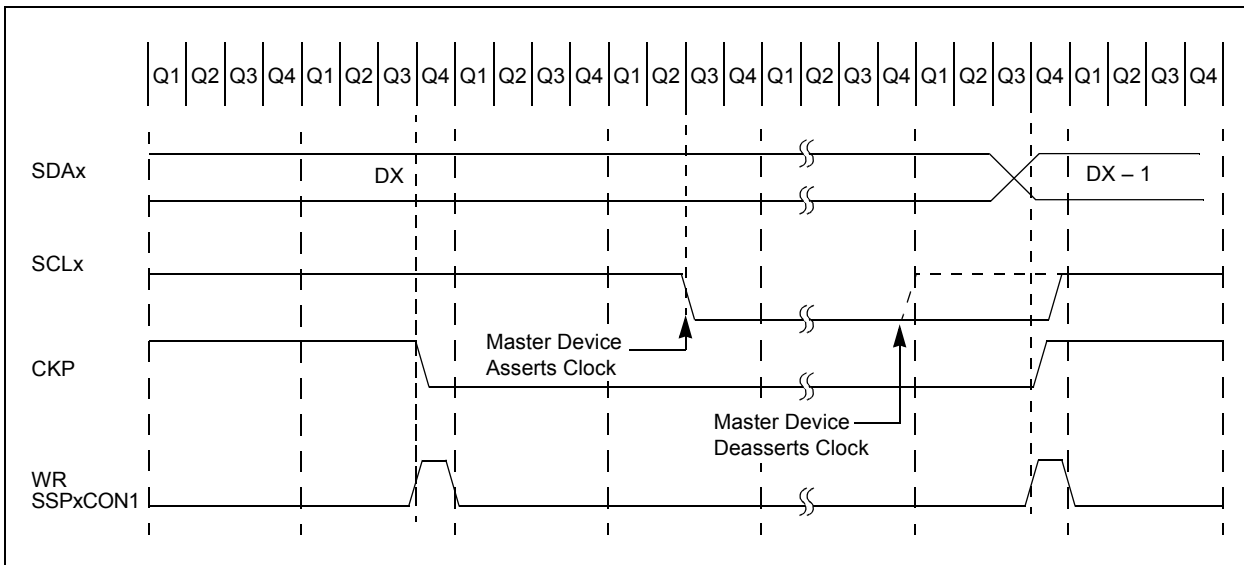 Q1 Q2 Q3 Q4 Q1 Q2 Q3 Q4 Q1 Q2 Q3 Q4 Q1 Q2 Q3 Q4 Q1 Q2 Q3 Q4 Q1 Q2 Q3 Q4 Q1 Q2 Q3 Q4
SDAx
DX
DX – 1
SCLx
Master Device
Asserts Clock
CKP
Master Device
Deasserts Clock
WR
SSPxCON1